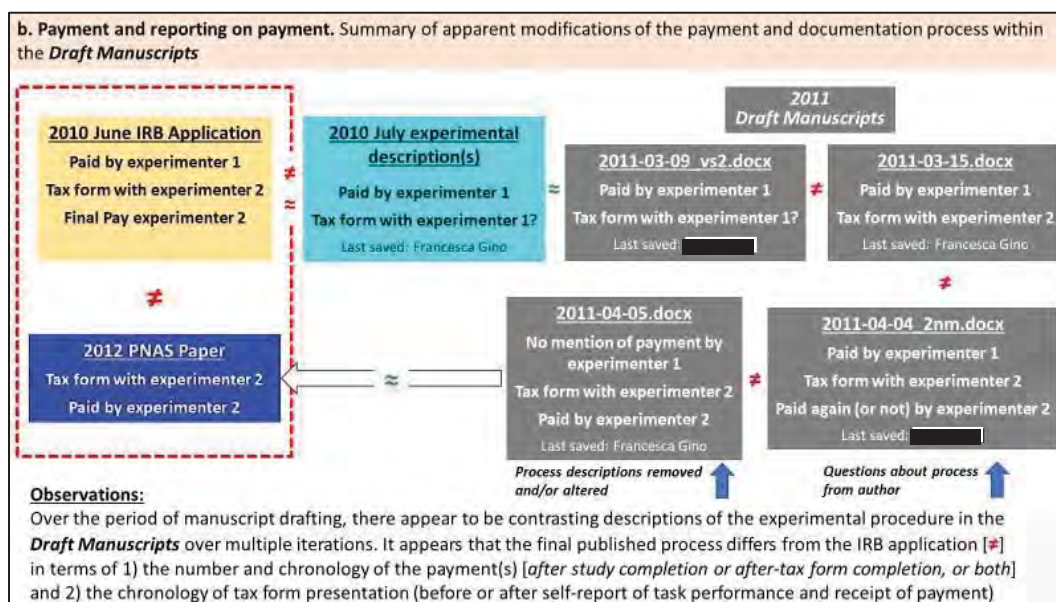 b. Payment and reporting on payment. Summary of apparent modifications of the payment and documentation process within
the Draft Manuscripts
2010 June IRB Application
Paid by experimenter 1
Tax form with experimenter 2
Final Pay experimenter 2
≠
≈
2010 July experimental
description(s)
Paid by experimenter 1
Tax form with experimenter 1?
Last saved: Francesca Gino
≈
2011
Draft Manuscripts
2011-03-09_vs2.docx
Paid by experimenter 1
Tax form with experimenter 1?
Last saved:
≠
2011-03-15.docx
Paid by experimenter 1
Tax form with experimenter 2
Last saved: Francesca Gino
≠
2011-04-04_2nm.docx
Paid by experimenter 1
Tax form with experimenter 2
Paid again (or not) by experimenter 2
Last saved:
Questions about process
from author
≠
2011-04-05.docx
No mention of payment by
experimenter 1
Tax form with experimenter 2
Paid by experimenter 2
Last saved: Francesca Gino
Process descriptions removed
and/or altered
≈
≠
2012 PNAS Paper
Tax form with experimenter 2
Paid by experimenter 2
Observations:
Over the period of manuscript drafting, there appear to be contrasting descriptions of the experimental procedure in the
Draft Manuscripts over multiple iterations. It appears that the final published process differs from the IRB application [≠]
in terms of 1) the number and chronology of the payment(s) [after study completion or after-tax form completion, or both]
and 2) the chronology of tax form presentation (before or after self-report of task performance and receipt of payment)